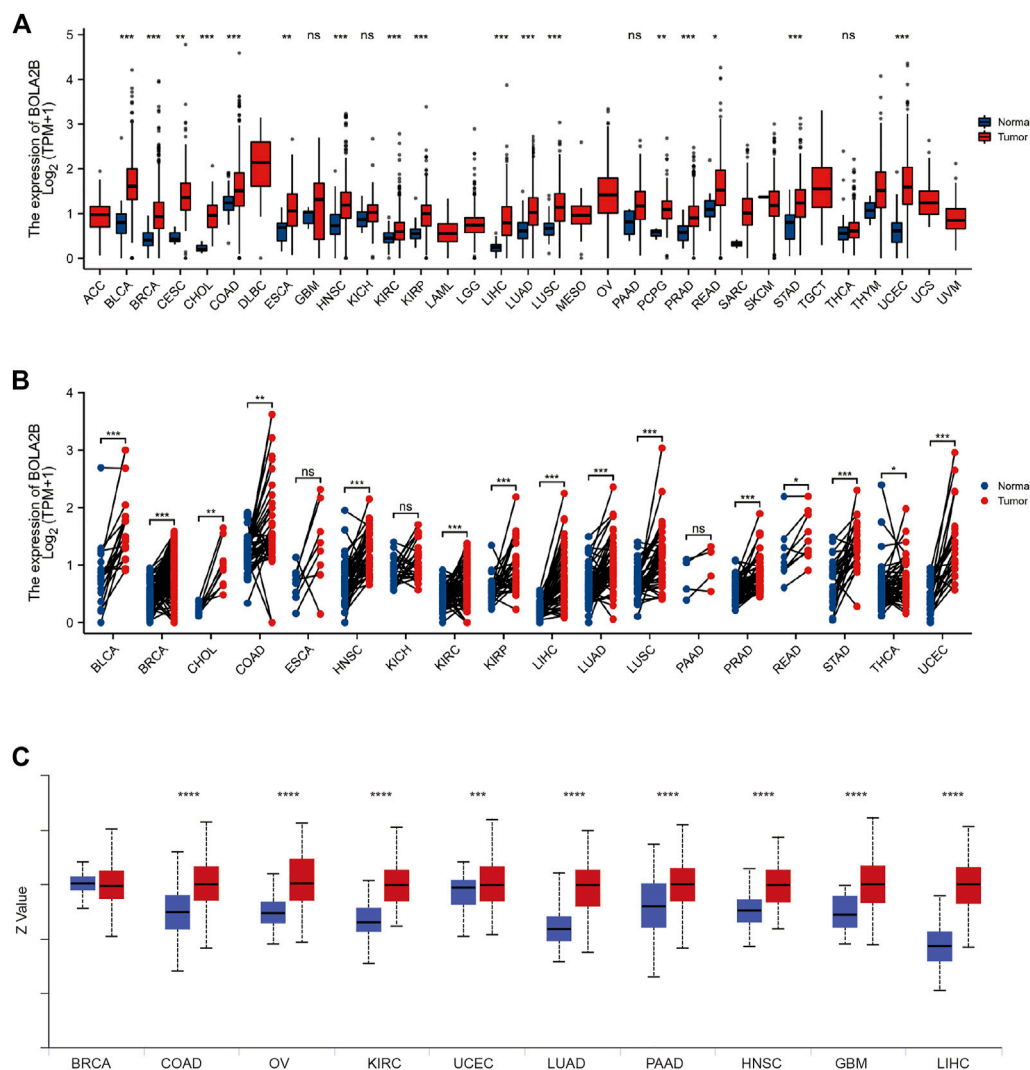 A
The expression of BOLA2B
Log2 (TPM+1)
5
4
3
2
1
0
*** *** ** *** *** ** ns *** ns *** *** *** *** *** ns ** *** * *** ns ***
Norma
Tumor
ACC BLCA BRCA CESC CHOL COAD DLBC ESCA GBM HNSC KICH KIRC KIRP LAML LGG LIHC LUAD LUSC MESO OV PAAD PCPG PRAD READ SARC SKCM STAD TGCT THCA THYM UCEC UCS UVM
B
The expression of BOLA2B
Log2 (TPM+1)
4
3
2
1
0
*** *** ** ** ns *** ns *** *** *** *** *** ns *** * *** * ***
Norma
Tumor
BLCA BRCA CHOL COAD ESCA HNSC KICH KIRC KIRP LIHC LUAD LUSC PAAD PRAD READ STAD THCA UCEC
C
Z Value
**** **** **** *** **** **** **** **** ****
BRCA COAD OV KIRC UCEC LUAD PAAD HNSC GBM LIHC